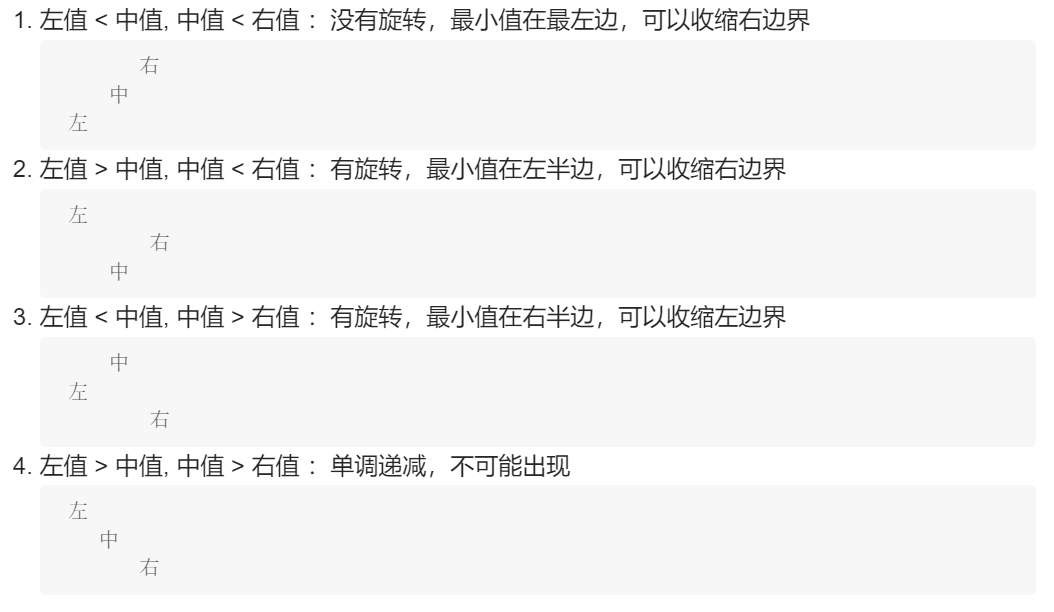 1. 左值 < 中值, 中值 < 右值 ：没有旋转，最小值在最左边，可以收缩右边界
右
中
左
2. 左值 > 中值, 中值 < 右值 ：有旋转，最小值在左半边，可以收缩右边界
左
右
中
3. 左值 < 中值, 中值 > 右值 ：有旋转，最小值在右半边，可以收缩左边界
中
左
右
4. 左值 > 中值, 中值 > 右值 ：单调递减，不可能出现
左
中
右